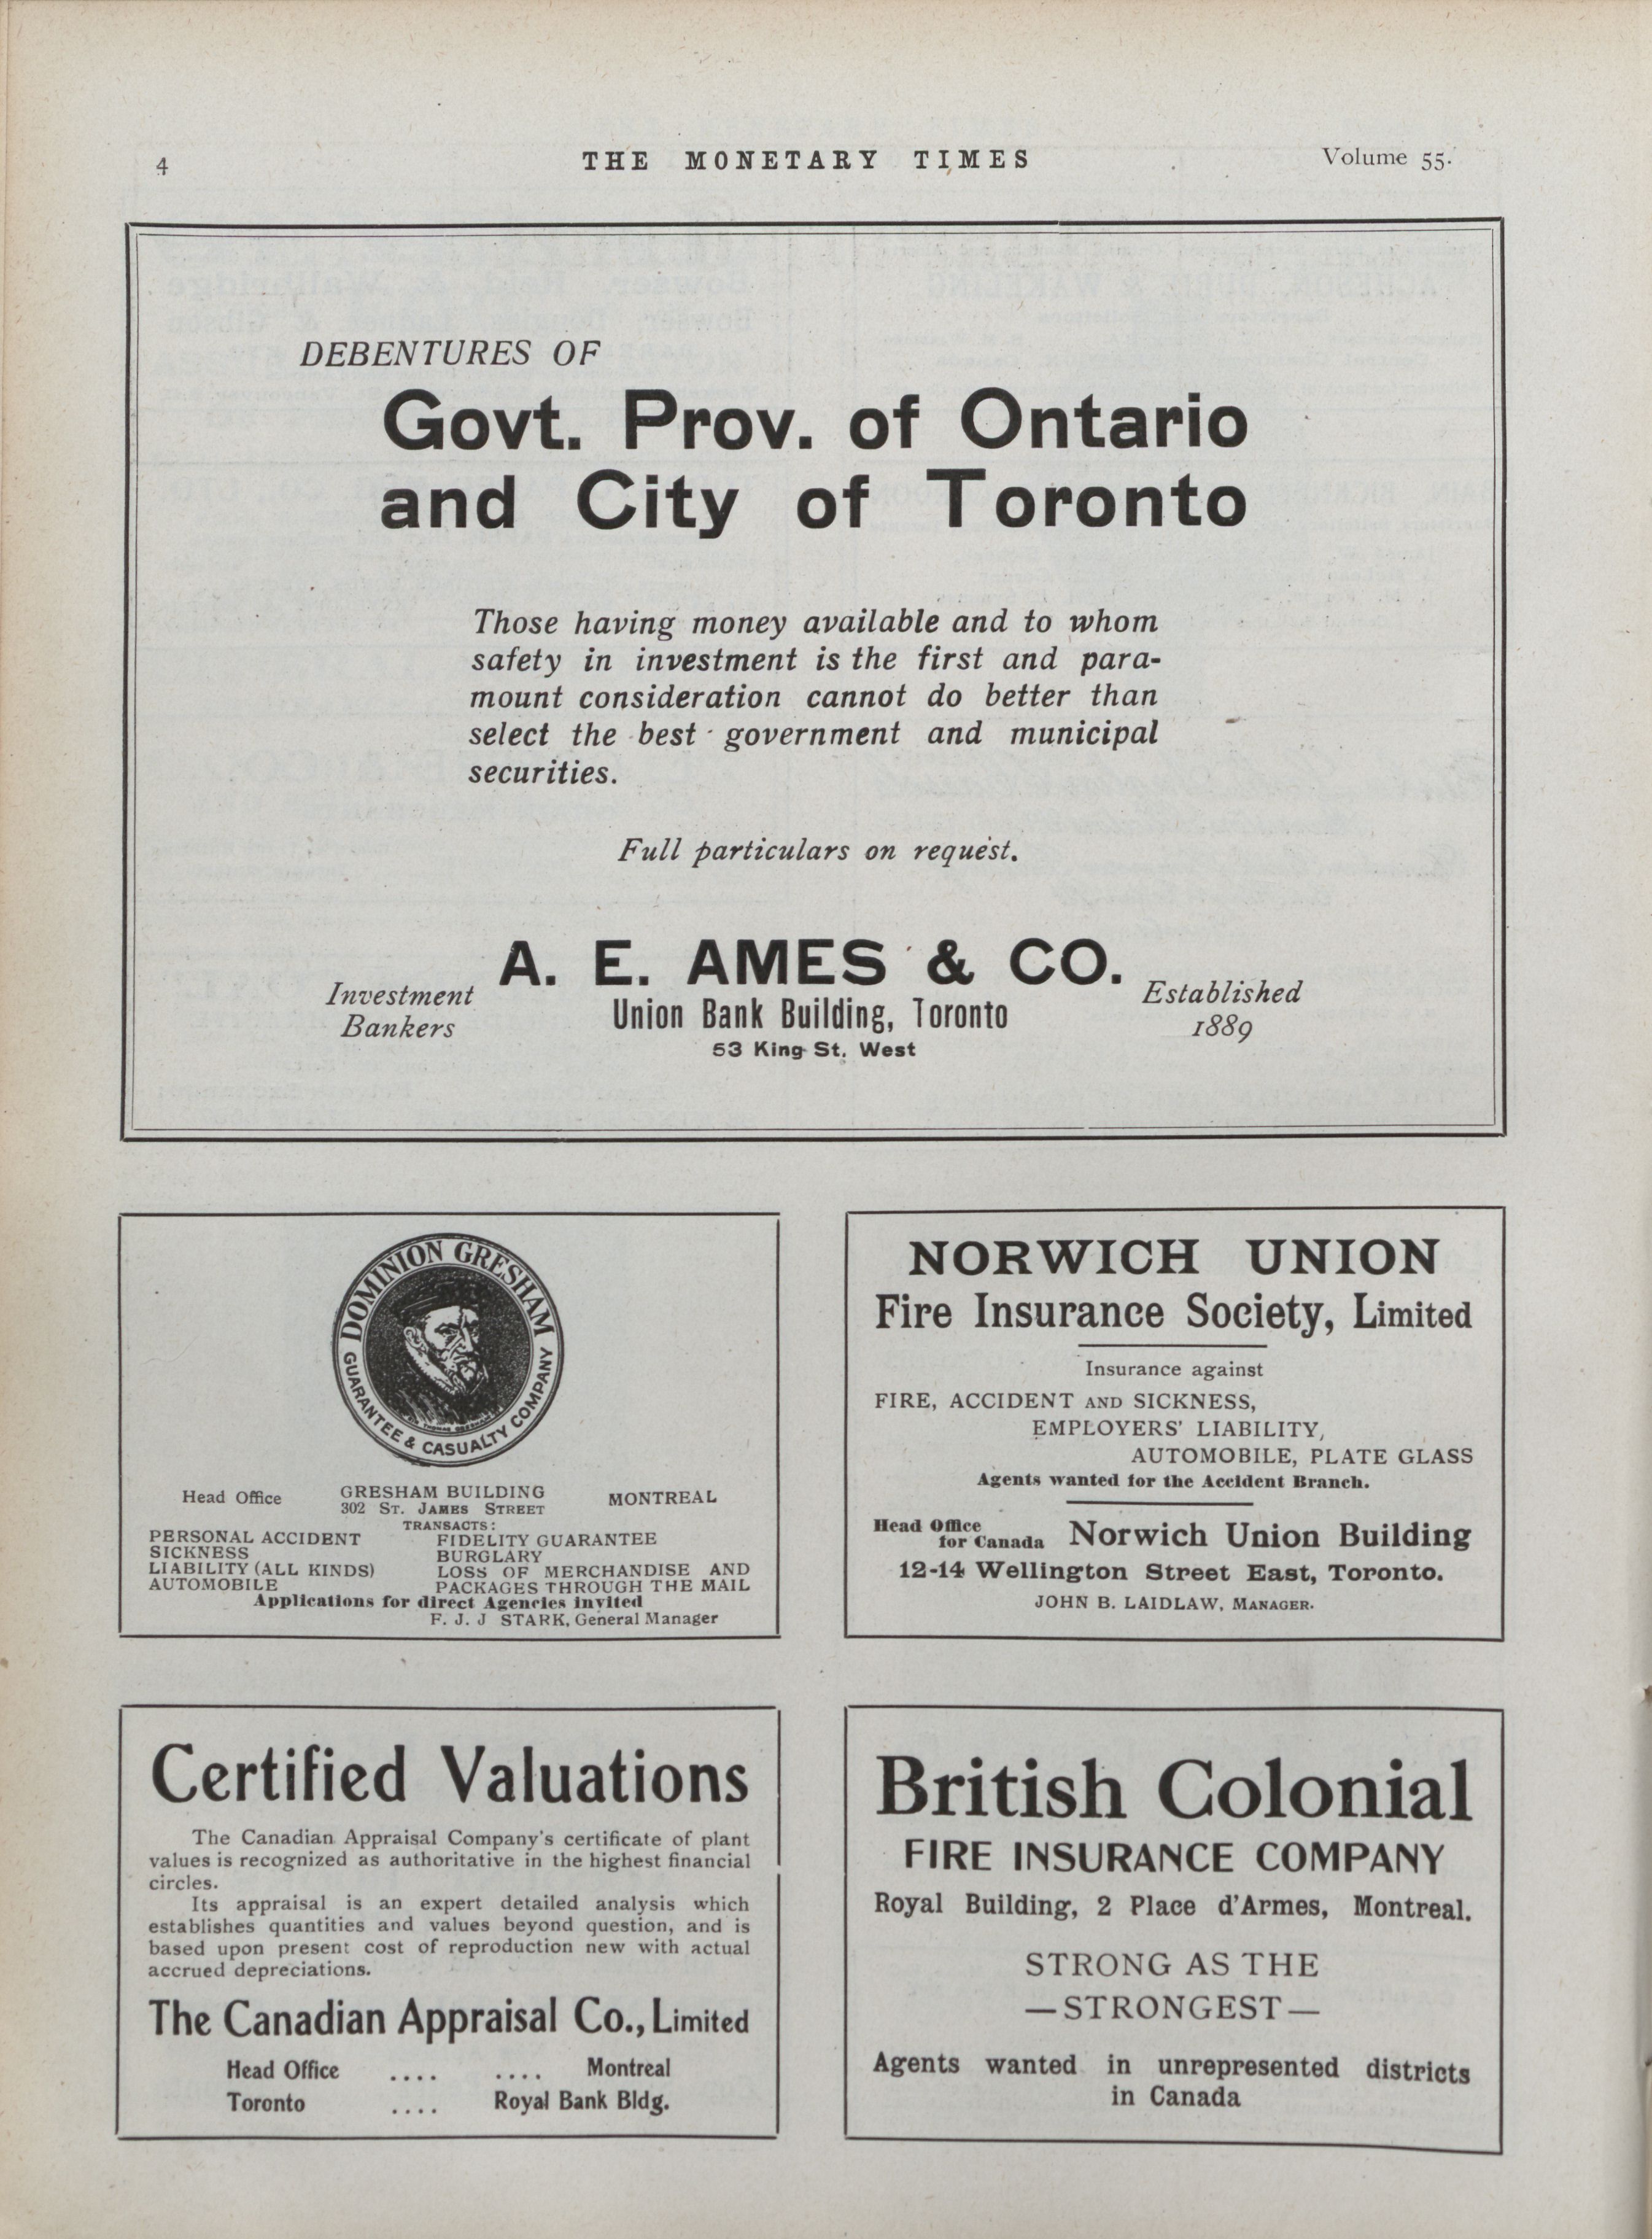 4
THE MONETARY TIMES
Volume 55.
DEBENTURES OF
Govt. Prov. of Ontario
and City of Toronto
Those having money available and to whom
safety in investment is the first and para-
mount consideration cannot do better than
select the best government and municipal
securities.
Full particulars on request.
A. E. AMES & CO.
Investment
Bankers
Union Bank Building, Toronto
53 King St. West
Established
1889
DOMINION GRESHAM
GUARANTEE & CASUALTY COMPANY
Head Office
GRESHAM BUILDING
302 ST. JAMES STREET
MONTREAL
TRANSACTS:
PERSONAL ACCIDENT
SICKNESS
LIABILITY (ALL KINDS)
AUTOMOBILE
FIDELITY GUARANTEE
BURGLARY
LOSS OF MERCHANDISE AND
PACKAGES THROUGH THE MAIL
Applications for direct Agencies invited
F. J. J STARK, General Manager
NORWICH UNION
Fire Insurance Society, Limited
Insurance against
FIRE, ACCIDENT AND SICKNESS,
EMPLOYERS' LIABILITY,
AUTOMOBILE, PLATE GLASS
Agents wanted for the Accident Branch.
Head Office
for Canada
Norwich Union Building
12-14 Wellington Street East, Toronto.
JOHN B. LAIDLAW, MANAGER.
Certified Valuations
The Canadian Appraisal Company's certificate of plant
values is recognized as authoritative in the highest financial
circles.
Its appraisal is an expert detailed analysis which
establishes quantities and values beyond question, and is
based upon present cost of reproduction new with actual
accrued depreciations.
The Canadian Appraisal Co., Limited
Head Office .... .... Montreal
Toronto .... Royal Bank Bldg.
British Colonial
FIRE INSURANCE COMPANY
Royal Building, 2 Place d'Armes, Montreal.
STRONG AS THE
—STRONGEST—
Agents wanted in unrepresented districts
in Canada